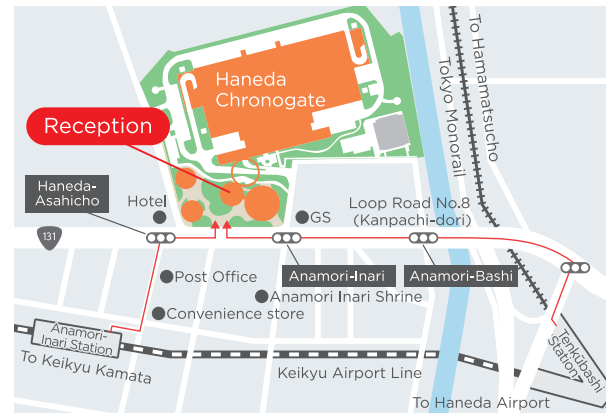 To Hamamatsucho
Tokyo Monorail
Haneda
Chronogate
Reception
Haneda-
Asahicho
Hotel
GS
Loop Road No.8
(Kanpachi-dori)
131
Anamori-Inari
Anamori-Bashi
Post Office
Anamori Inari Shrine
Convenience store
Anamori-
Inari Station
To Keikyu Kamata
Keikyu Airport Line
Tenkubashi
Station
To Haneda Airport